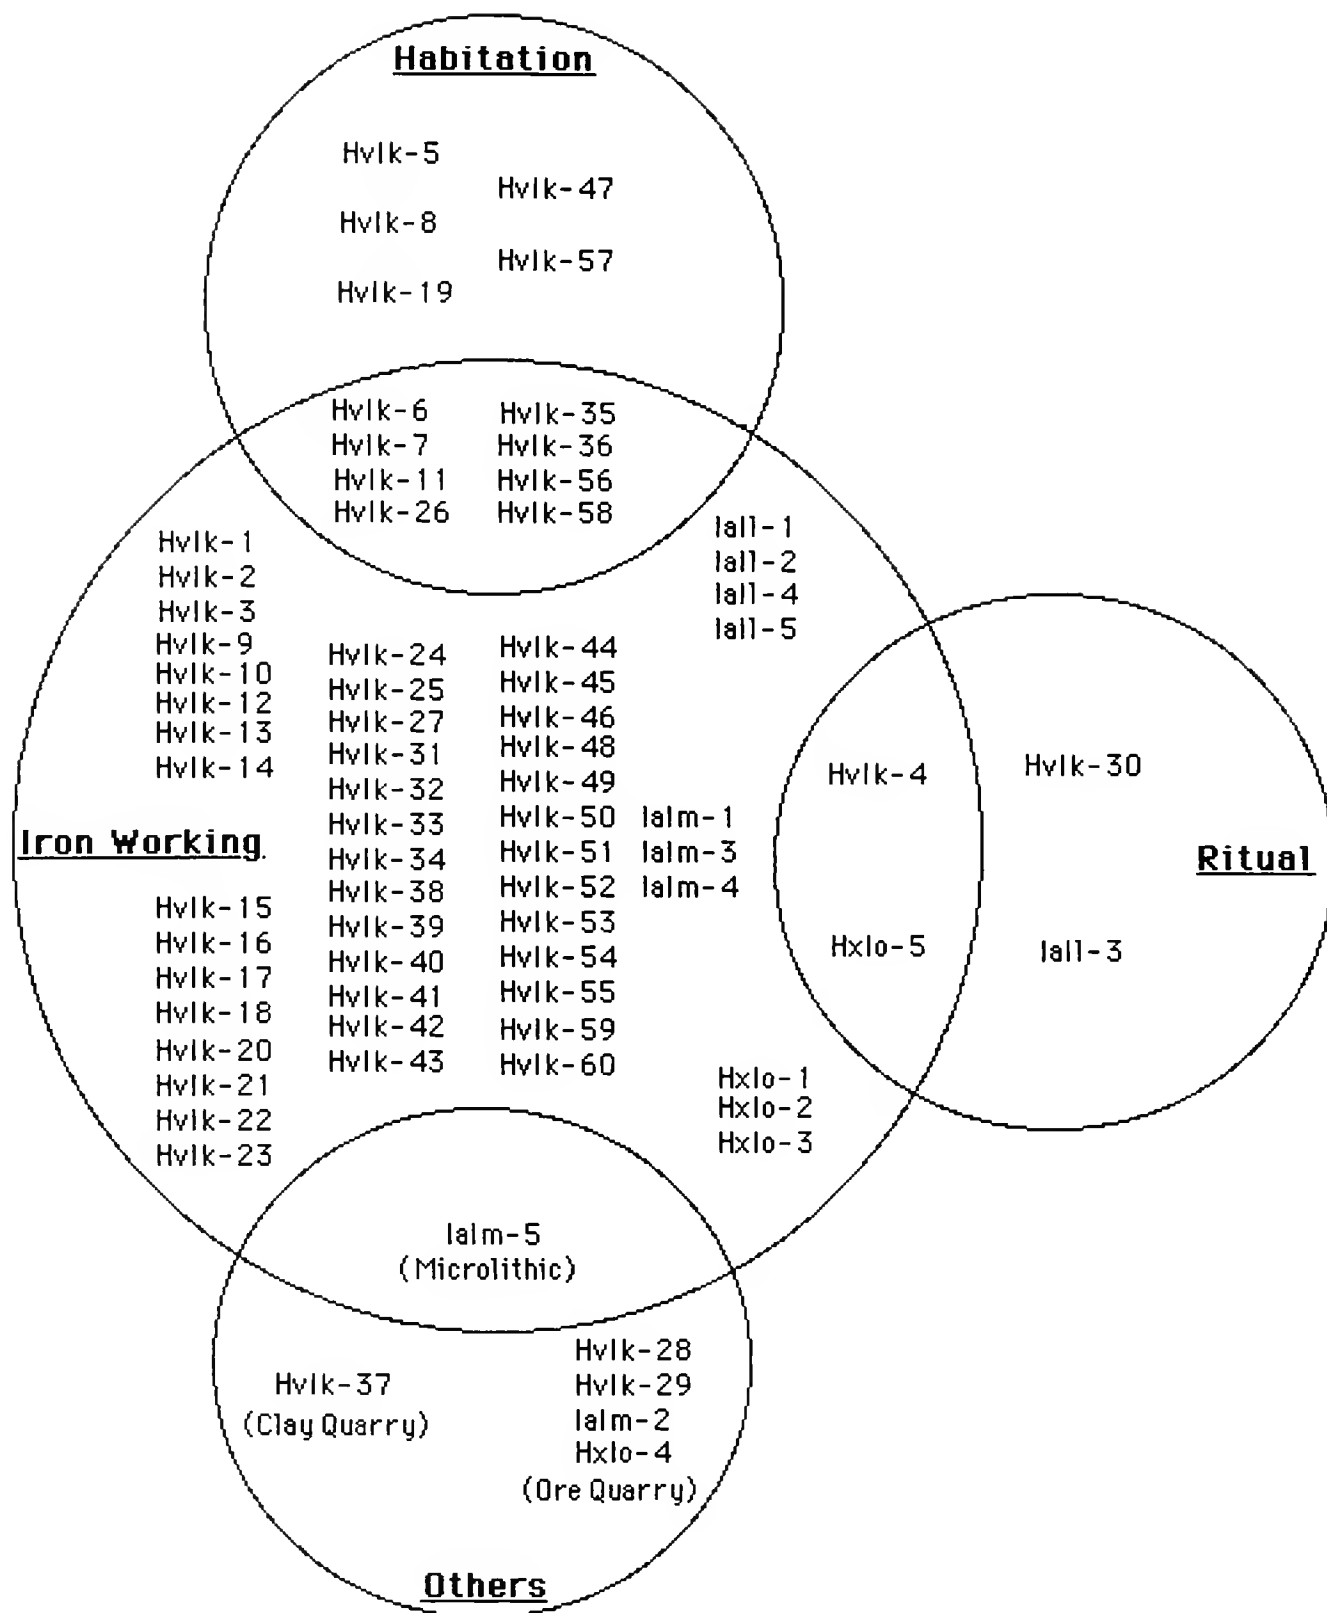 Habitation
Hvlk-5
Hvlk-47
Hvlk-8
Hvlk-57
Hvlk-19
Hvlk-6 Hvlk-35
Hvlk-7 Hvlk-36
Hvlk-11 Hvlk-56
Hvlk-26 Hvlk-58
Hvlk-1
Hvlk-2
Hvlk-3
Hvlk-9
Hvlk-10
Hvlk-12
Hvlk-13
Hvlk-14
Iall-1
Iall-2
Iall-4
Iall-5
Hvlk-24
Hvlk-25
Hvlk-27
Hvlk-31
Hvlk-32
Hvlk-33
Hvlk-34
Hvlk-38
Hvlk-39
Hvlk-40
Hvlk-41
Hvlk-42
Hvlk-43
Hvlk-44
Hvlk-45
Hvlk-46
Hvlk-48
Hvlk-49
Hvlk-50
Hvlk-51
Hvlk-52
Hvlk-53
Hvlk-54
Hvlk-55
Hvlk-59
Hvlk-60
Ialm-1
Ialm-3
Ialm-4
Iron Working
Hvlk-15
Hvlk-16
Hvlk-17
Hvlk-18
Hvlk-20
Hvlk-21
Hvlk-22
Hvlk-23
Hvlk-4
Hxlo-5
Hvlk-30
Ritual
Iall-3
Hxlo-1
Hxlo-2
Hxlo-3
Ialm-5
(Microlithic)
Hvlk-37
(Clay Quarry)
Hvlk-28
Hvlk-29
Ialm-2
Hxlo-4
(Ore Quarry)
Others